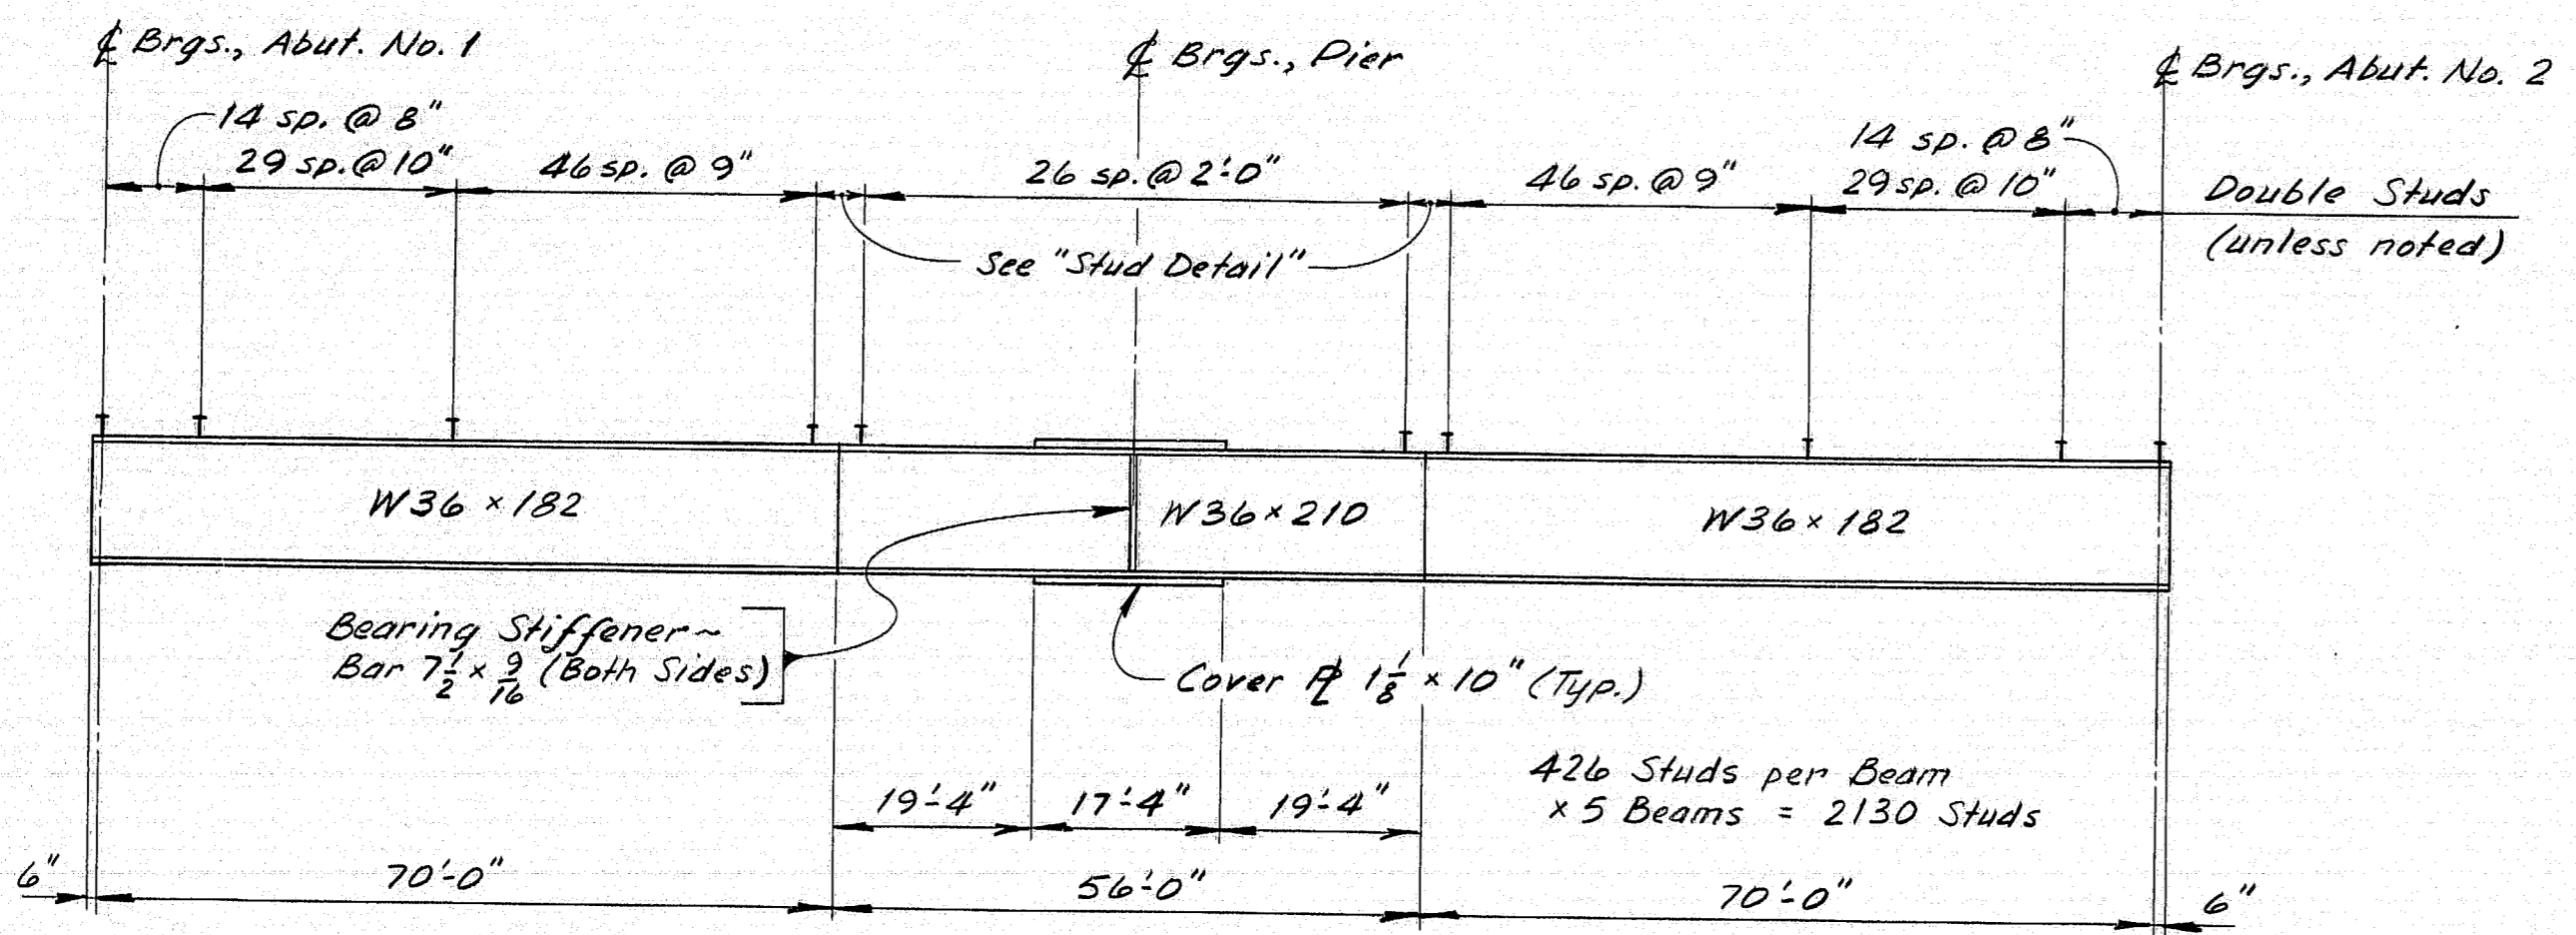 ℄ Brgs., Abut. No. 1
℄ Brgs., Pier
℄ Brgs., Abut. No. 2
14 sp. @ 8"
29 sp. @ 10"
46 sp. @ 9"
26 sp. @ 2'-0"
46 sp. @ 9"
14 sp. @ 8"
29 sp. @ 10"
Double Studs
(unless noted)
See "Stud Detail"
W36 × 182
W36 × 210
W36 × 182
Bearing Stiffener ~
Bar 7 1/2 × 9/16 (Both Sides)
Cover ⅊ 1 1/8 × 10" (Typ.)
426 Studs per Beam
× 5 Beams = 2130 Studs
19'-4"
17'-4"
19'-4"
6"
70'-0"
56'-0"
70'-0"
6"